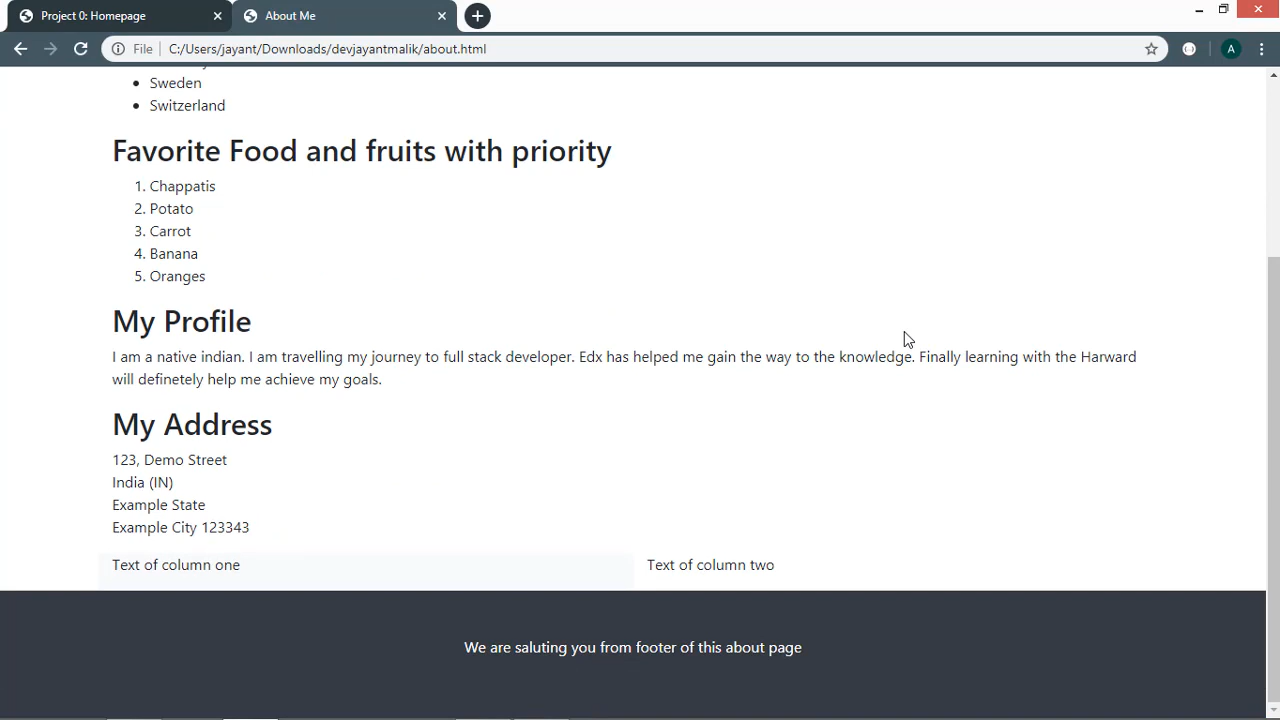 Project 0: Homepage
About Me
File
C:/Users/jayant/Downloads/devjayantmalik/about.html
A
Sweden
Switzerland
Favorite Food and fruits with priority
1. Chappatis
2. Potato
3. Carrot
4. Banana
5. Oranges
My Profile
I am a native indian. I am travelling my journey to full stack developer. Edx has helped me gain the way to the knowledge. Finally learning with the Harward
will definetely help me achieve my goals.
My Address
123, Demo Street
India (IN)
Example State
Example City 123343
Text of column one
Text of column two
We are saluting you from footer of this about page